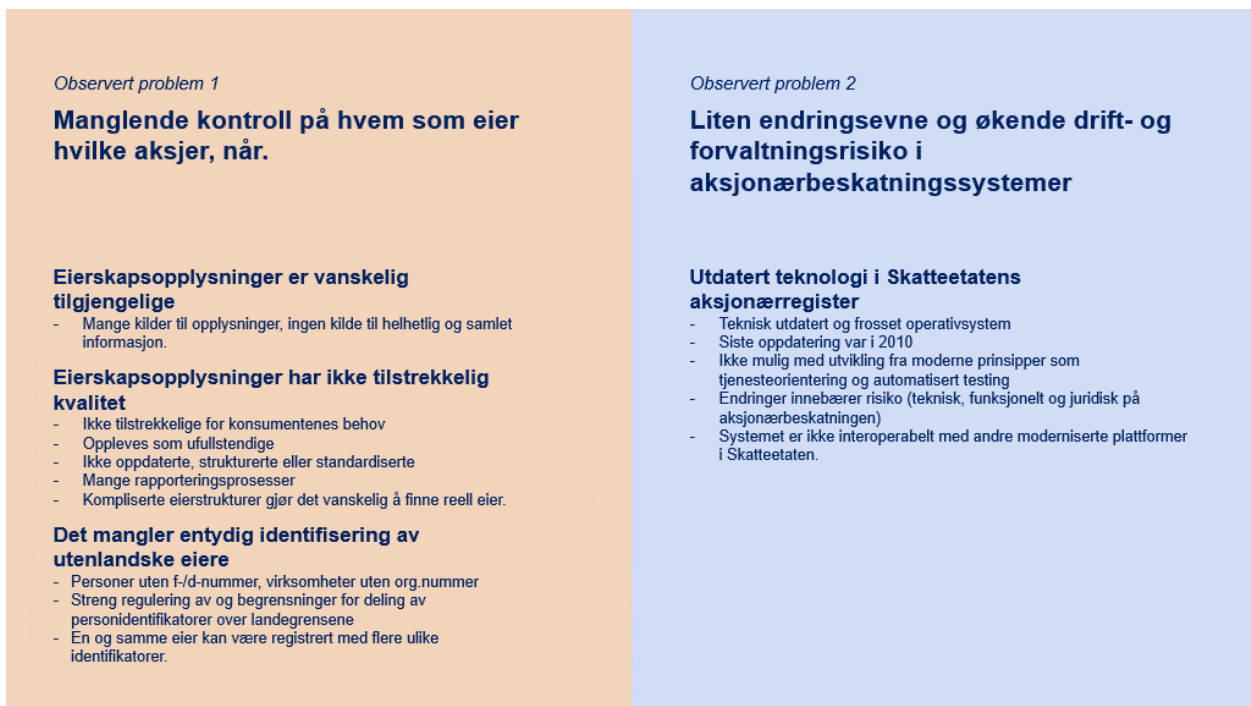 Observert problem 1
Manglende kontroll på hvem som eier
hvilke aksjer, når.
Eierskapsopplysninger er vanskelig
tilgjengelige
- Mange kilder til opplysninger, ingen kilde til helhetlig og samlet
informasjon.
Eierskapsopplysninger har ikke tilstrekkelig
kvalitet
- Ikke tilstrekkelige for konsumentenes behov
- Oppleves som ufullstendige
- Ikke oppdaterte, strukturerte eller standardiserte
- Mange rapporteringsprosesser
- Kompliserte eierstrukturer gjør det vanskelig å finne reell eier.
Det mangler entydig identifisering av
utenlandske eiere
- Personer uten f-/d-nummer, virksomheter uten org.nummer
- Streng regulering av og begrensninger for deling av
personidentifikatorer over landegrensene
- En og samme eier kan være registrert med flere ulike
identifikatorer.
Observert problem 2
Liten endringsevne og økende drift- og
forvaltningsrisiko i
aksjonærbeskatningssystemer
Utdatert teknologi i Skatteetatens
aksjonærregister
- Teknisk utdatert og frosset operativsystem
- Siste oppdatering var i 2010
- Ikke mulig med utvikling fra moderne prinsipper som
tjenesteorientering og automatisert testing
- Endringer innebærer risiko (teknisk, funksjonelt og juridisk på
aksjonærbeskatningen)
- Systemet er ikke interoperabelt med andre moderniserte plattformer
i Skatteetaten.